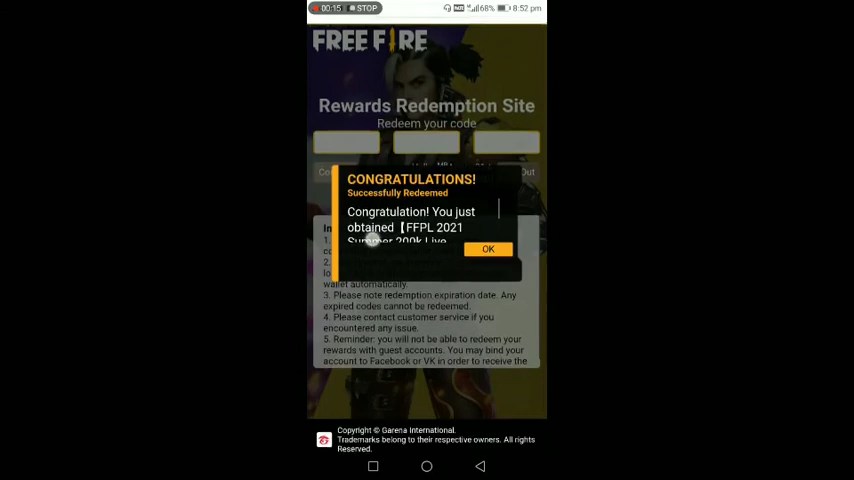 00:15 STOP
68% 8:52 pm
FREE FIRE
Rewards Redemption Site
Redeem your code
CONGRATULATIONS!
Successfully Redeemed
Congratulation! You just
obtained【FFPL 2021
Summer 200k Live
OK
wallet automatically.
3. Please note redemption expiration date. Any
expired codes cannot be redeemed.
4. Please contact customer service if you
encountered any issue.
5. Reminder: you will not be able to redeem your
rewards with guest accounts. You may bind your
account to Facebook or VK in order to receive the
Copyright © Garena International.
Trademarks belong to their respective owners. All rights
Reserved.